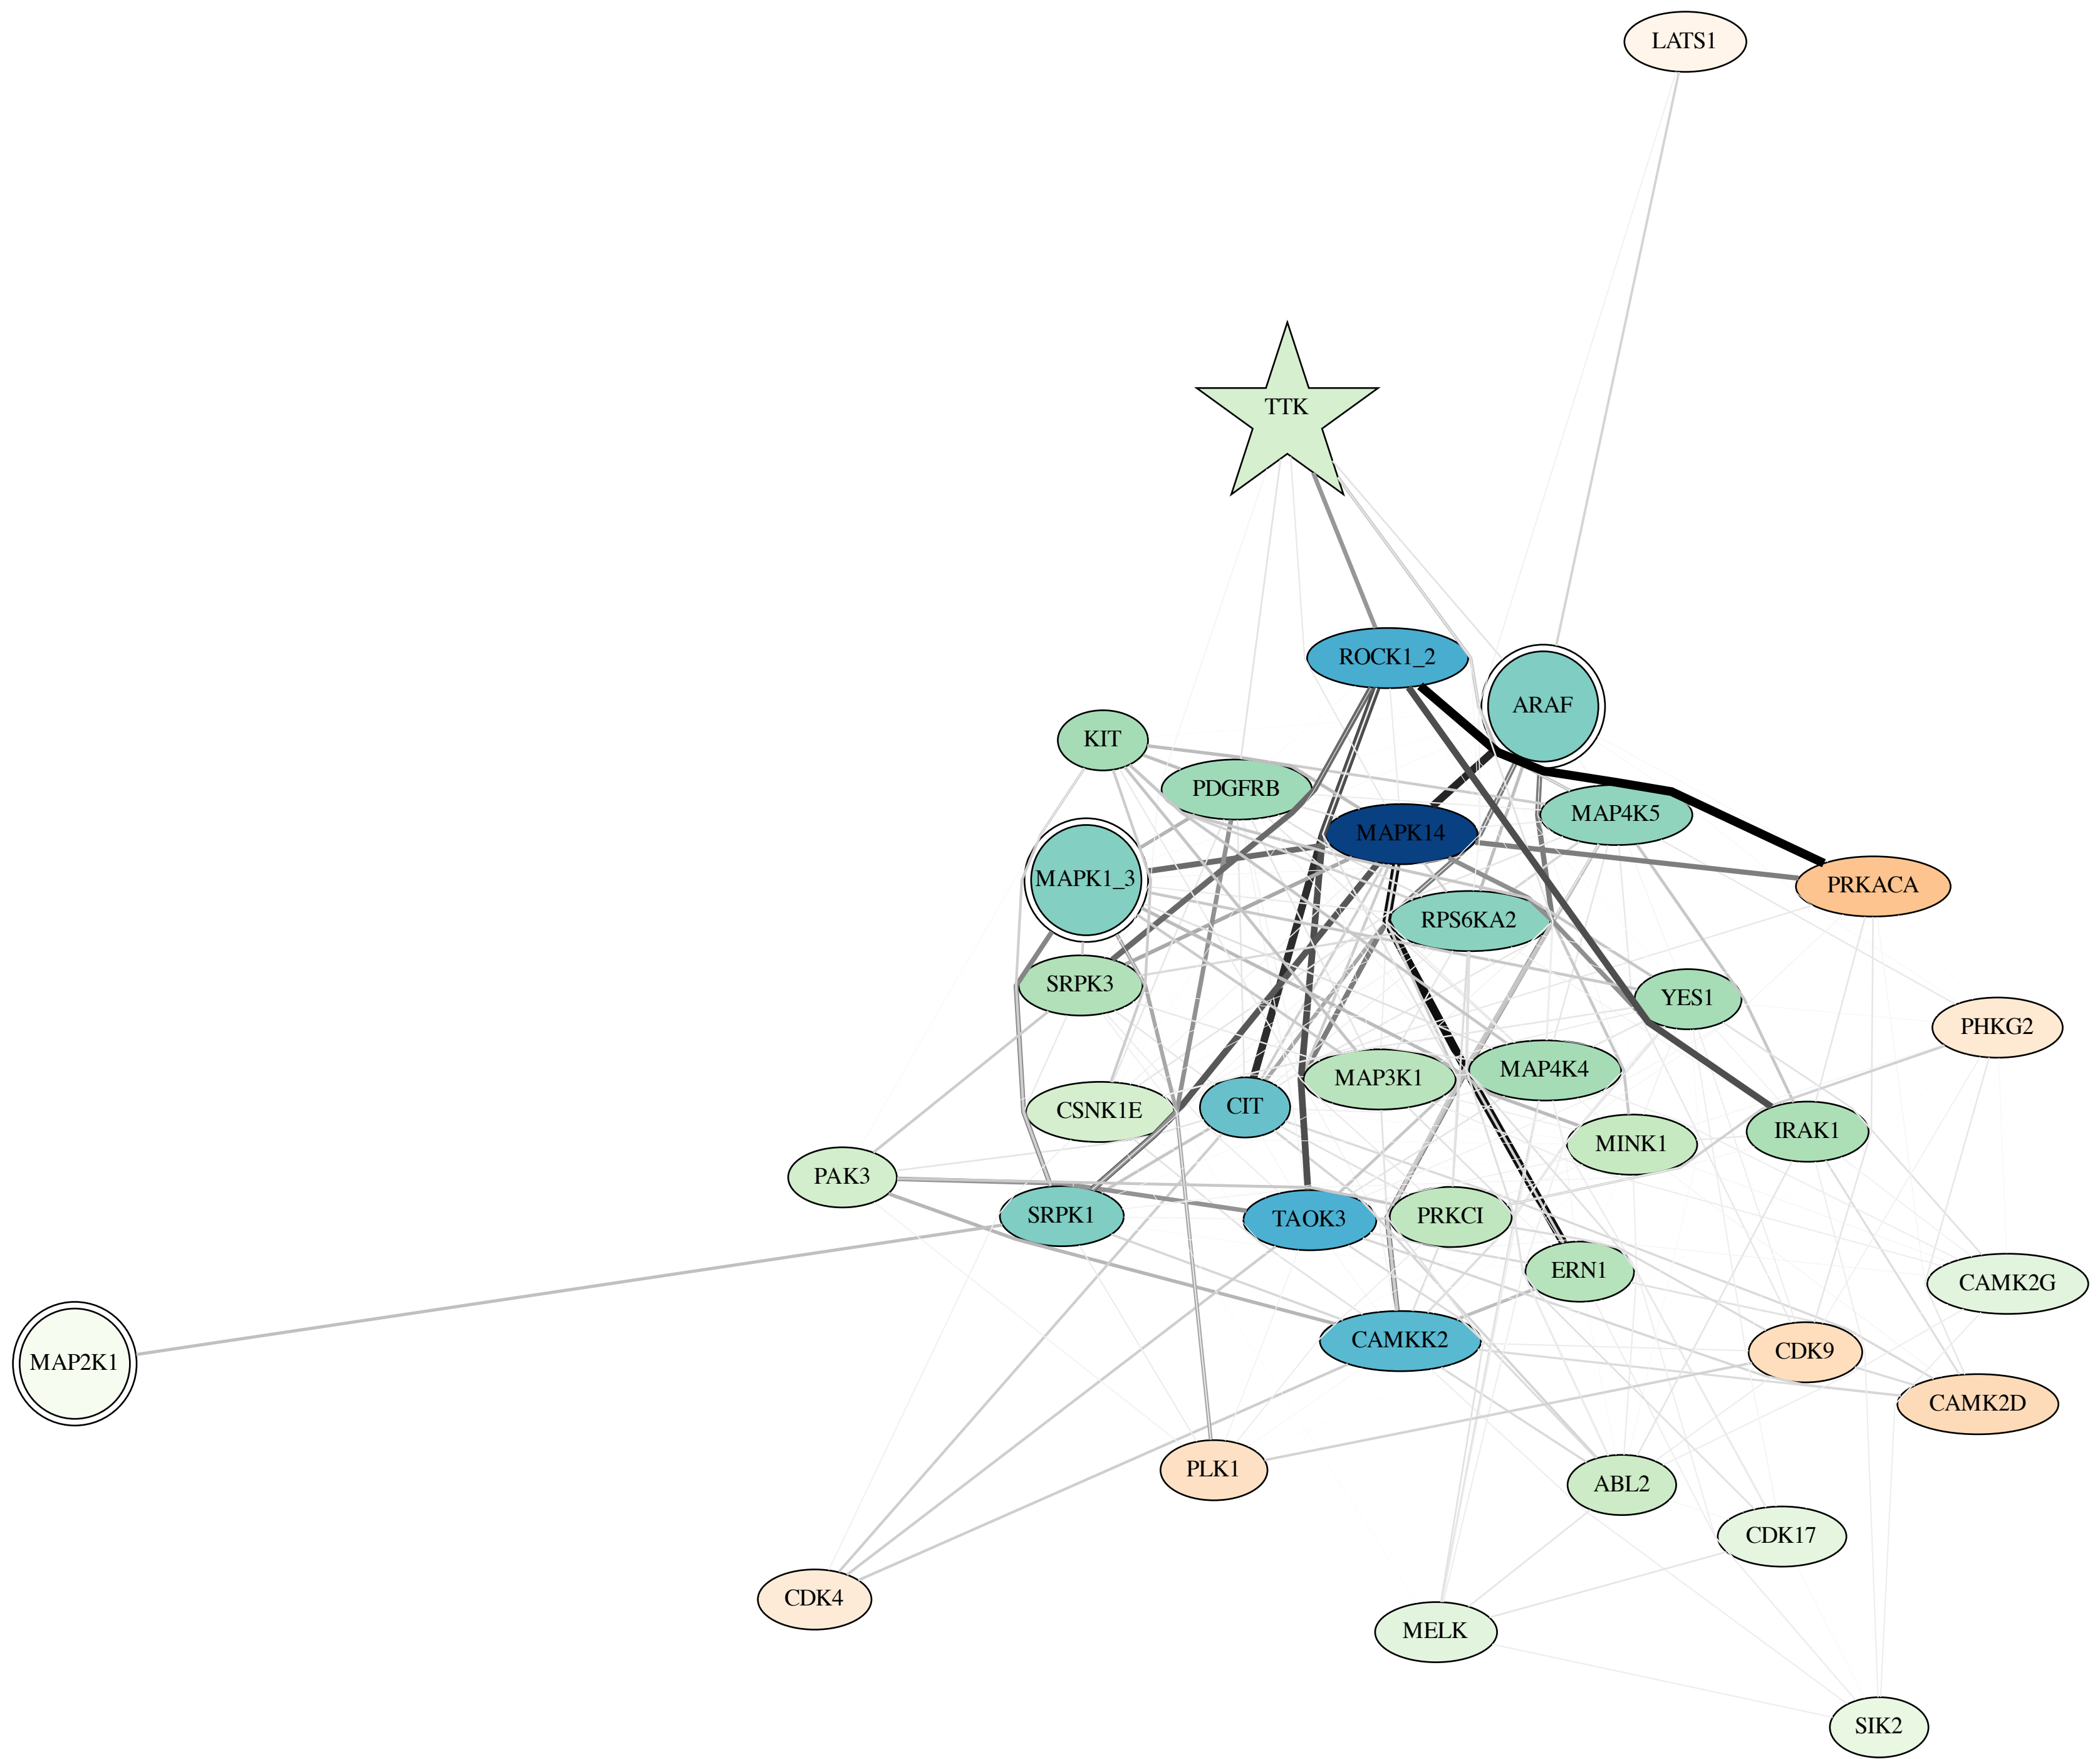 LATS1
TTK
ROCK1_2
ARAF
KIT
PDGFRB
MAP4K5
MAPK14
MAPK1_3
PRKACA
RPS6KA2
SRPK3
YES1
PHKG2
MAP3K1
MAP4K4
CSNK1E
CIT
MINK1
IRAK1
PAK3
SRPK1
TAOK3
PRKCI
ERN1
CAMK2G
CAMKK2
CDK9
MAP2K1
CAMK2D
PLK1
ABL2
CDK17
CDK4
MELK
SIK2